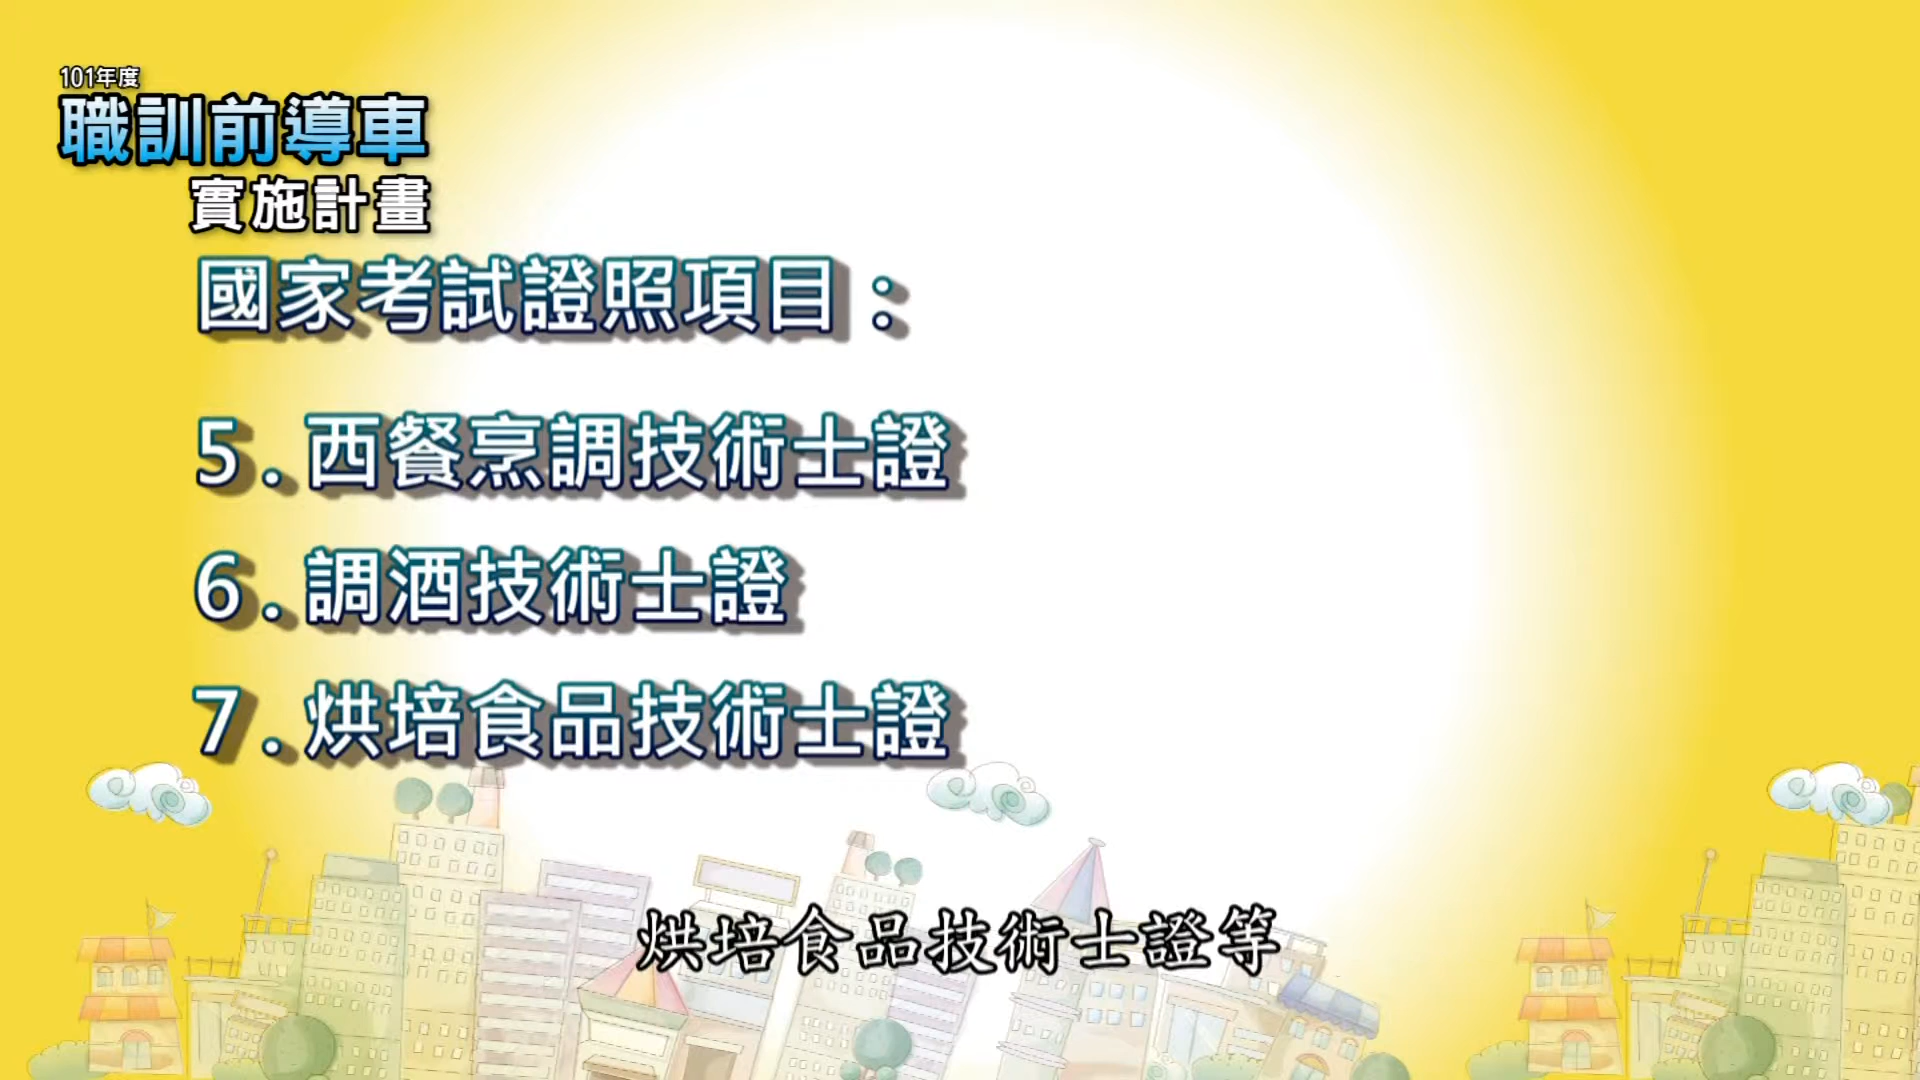 101年度
職訓前導車
實施計畫
國家考試證照項目：
5.西餐烹調技術士證
6.調酒技術士證
7.烘培食品技術士證
烘培食品技術士證等